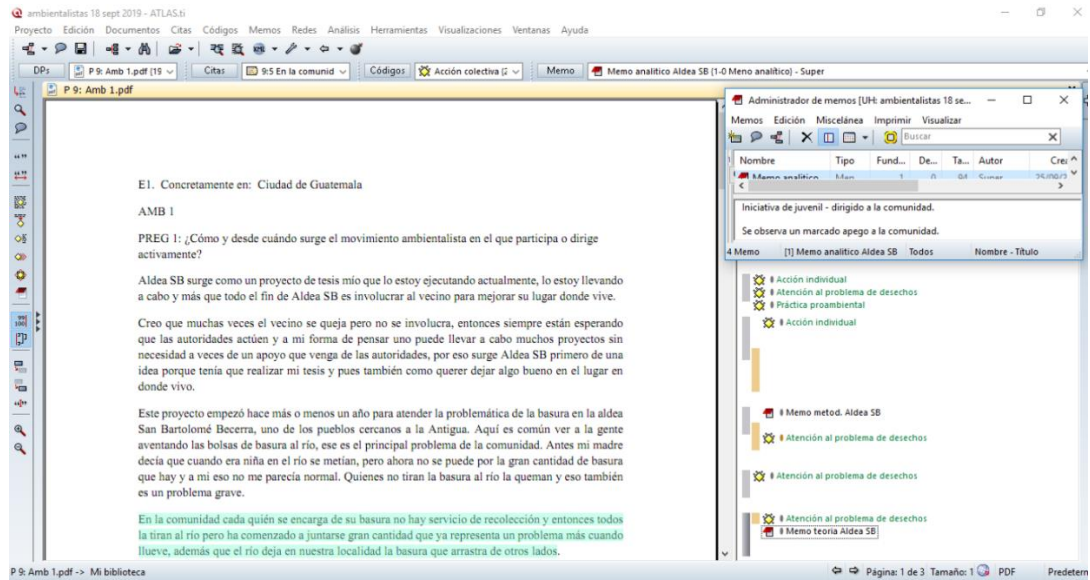 ambientalistas 18 sept 2019 - ATLAS.ti
Proyecto Edición Documentos Citas Códigos Memos Redes Análisis Herramientas Visualizaciones Ventanas Ayuda
DPs P 9: Amb 1.pdf {19 Citas 9:5 En la comunid Códigos Acción colectiva {2 Memo Memo analitico Aldea SB {1-0 Meno analítico} - Super
P 9: Amb 1.pdf
Administrador de memos [UH: ambientalistas 18 se...
Memos Edición Miscelánea Imprimir Visualizar
Buscar
Nombre Tipo Fund... De... Ta... Autor
Memo analitico 1 0 94 Super
Iniciativa de juvenil - dirigido a la comunidad.
Se observa un marcado apego a la comunidad.
4 Memo [1] Memo analitico Aldea SB Todos Nombre - Título
E1. Concretamente en: Ciudad de Guatemala
AMB 1
PREG 1: ¿Cómo y desde cuándo surge el movimiento ambientalista en el que participa o dirige
activamente?
Aldea SB surge como un proyecto de tesis mío que lo estoy ejecutando actualmente, lo estoy llevando
a cabo y más que todo el fin de Aldea SB es involucrar al vecino para mejorar su lugar donde vive.
Creo que muchas veces el vecino se queja pero no se involucra, entonces siempre están esperando
que las autoridades actúen y a mi forma de pensar uno puede llevar a cabo muchos proyectos sin
necesidad a veces de un apoyo que venga de las autoridades, por eso surge Aldea SB primero de una
idea porque tenía que realizar mi tesis y pues también como querer dejar algo bueno en el lugar en
donde vivo.
Este proyecto empezó hace más o menos un año para atender la problemática de la basura en la aldea
San Bartolomé Becerra, uno de los pueblos cercanos a la Antigua. Aquí es común ver a la gente
aventando las bolsas de basura al río, ese es el principal problema de la comunidad. Antes mi madre
decía que cuando era niña en el río se metían, pero ahora no se puede por la gran cantidad de basura
que hay y a mi eso no me parecía normal. Quienes no tiran la basura al río la queman y eso también
es un problema grave.
En la comunidad cada quién se encarga de su basura no hay servicio de recolección y entonces todos
la tiran al río pero ha comenzado a juntarse gran cantidad que ya representa un problema más cuando
llueve, además que el río deja en nuestra localidad la basura que arrastra de otros lados.
Acción individual
Atención al problema de desechos
Práctica proambiental
Acción individual
Memo metod. Aldea SB
Atención al problema de desechos
Atención al problema de desechos
Atención al problema de desechos
Memo teoria Aldea SB
P 9: Amb 1.pdf -> Mi biblioteca Página: 1 de 3 Tamaño: 1 PDF Predetern